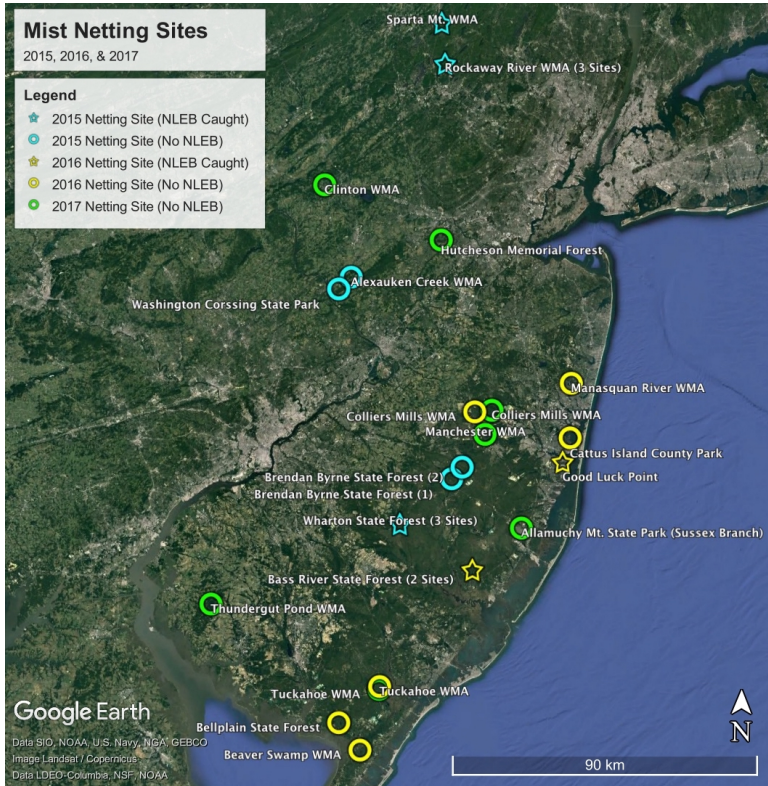 Mist Netting Sites
2015, 2016, & 2017
Legend
2015 Netting Site (NLEB Caught)
2015 Netting Site (No NLEB)
2016 Netting Site (NLEB Caught)
2016 Netting Site (No NLEB)
2017 Netting Site (No NLEB)
Sparta Mt. WMA
Rockaway River WMA (3 Sites)
Clinton WMA
Hutcheson Memorial Forest
Alexauken Creek WMA
Washington Corssing State Park
Manasquan River WMA
Colliers Mills WMA
Colliers Mills WMA
Manchester WMA
Cattus Island County Park
Good Luck Point
Brendan Byrne State Forest (2)
Brendan Byrne State Forest (1)
Wharton State Forest (3 Sites)
Allamuchy Mt. State Park (Sussex Branch)
Bass River State Forest (2 Sites)
Thundergut Pond WMA
Tuckahoe WMA
Tuckahoe WMA
Bellplain State Forest
Beaver Swamp WMA
Google Earth
Data SIO, NOAA, U.S. Navy, NGA, GEBCO
Image Landsat / Copernicus
Data LDEO-Columbia, NSF, NOAA
N
90 km